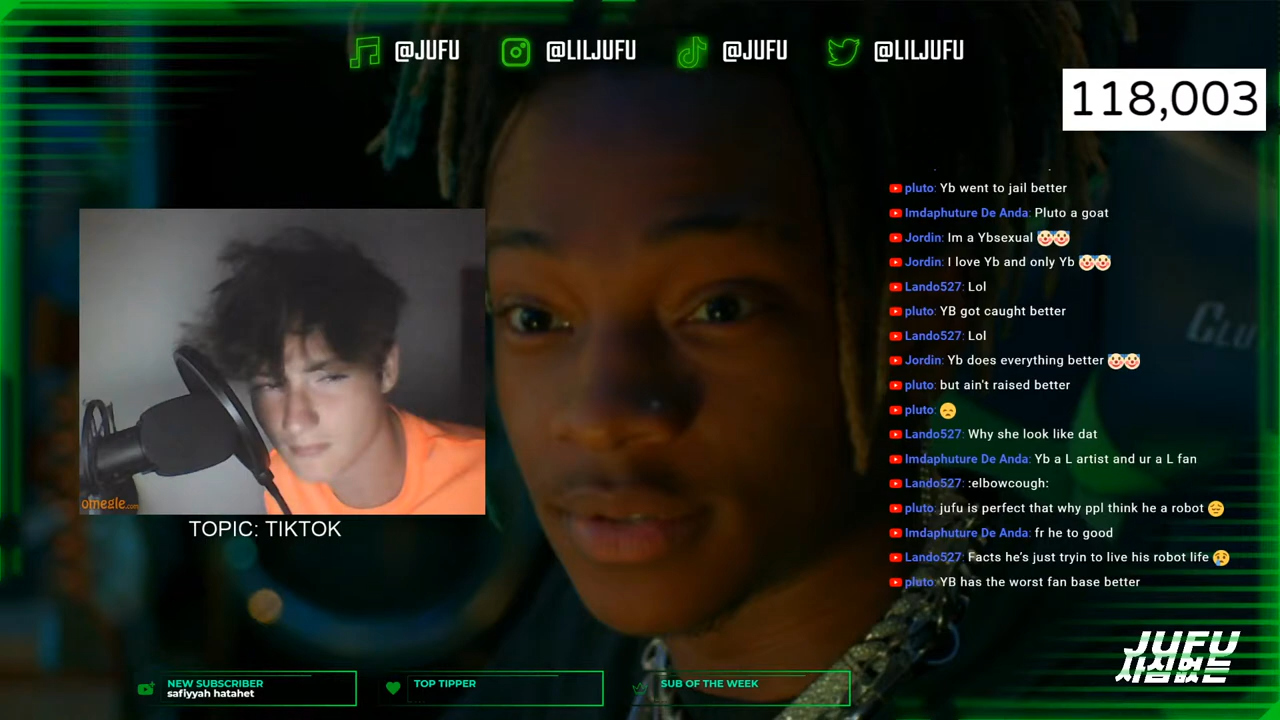 @JUFU @LILJUFU @JUFU @LILJUFU
118,003
pluto: Yb went to jail better
Imdaphuture De Anda: Pluto a goat
Jordin: Im a Ybsexual 🤡🤡
Jordin: I love Yb and only Yb 🤡🤡
Lando527: Lol
pluto: YB got caught better
Lando527: Lol
Jordin: Yb does everything better 🤡🤡
pluto: but ain't raised better
pluto: 😞
Lando527: Why she look like dat
Imdaphuture De Anda: Yb a L artist and ur a L fan
Lando527: :elbowcough:
pluto: jufu is perfect that why ppl think he a robot 😔
Imdaphuture De Anda: fr he to good
Lando527: Facts he's just tryin to live his robot life 😢
pluto: YB has the worst fan base better
omegle.com
TOPIC: TIKTOK
JUFU
사심없는
NEW SUBSCRIBER
safiyyah hatahet
TOP TIPPER
SUB OF THE WEEK